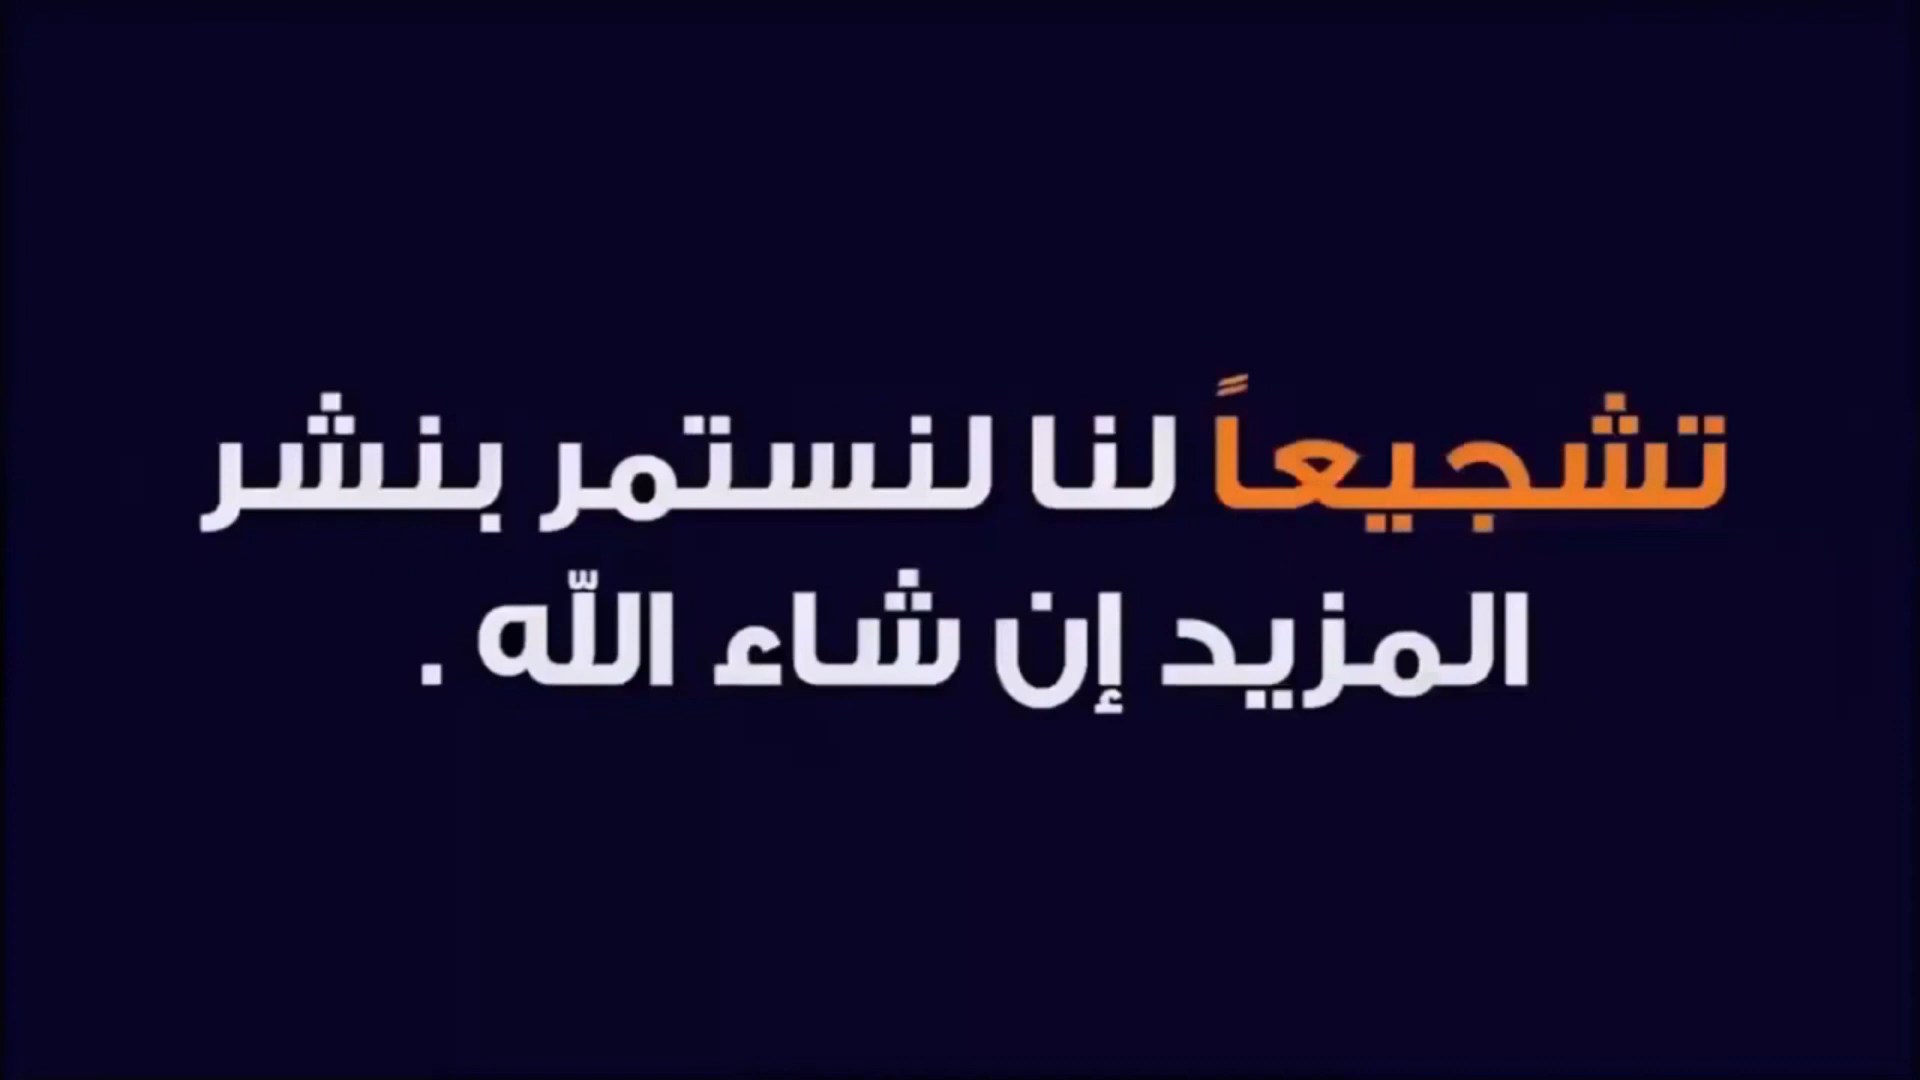 تشجيعاً لنا لنستمر بنشر
المزيد إن شاء اللّه .